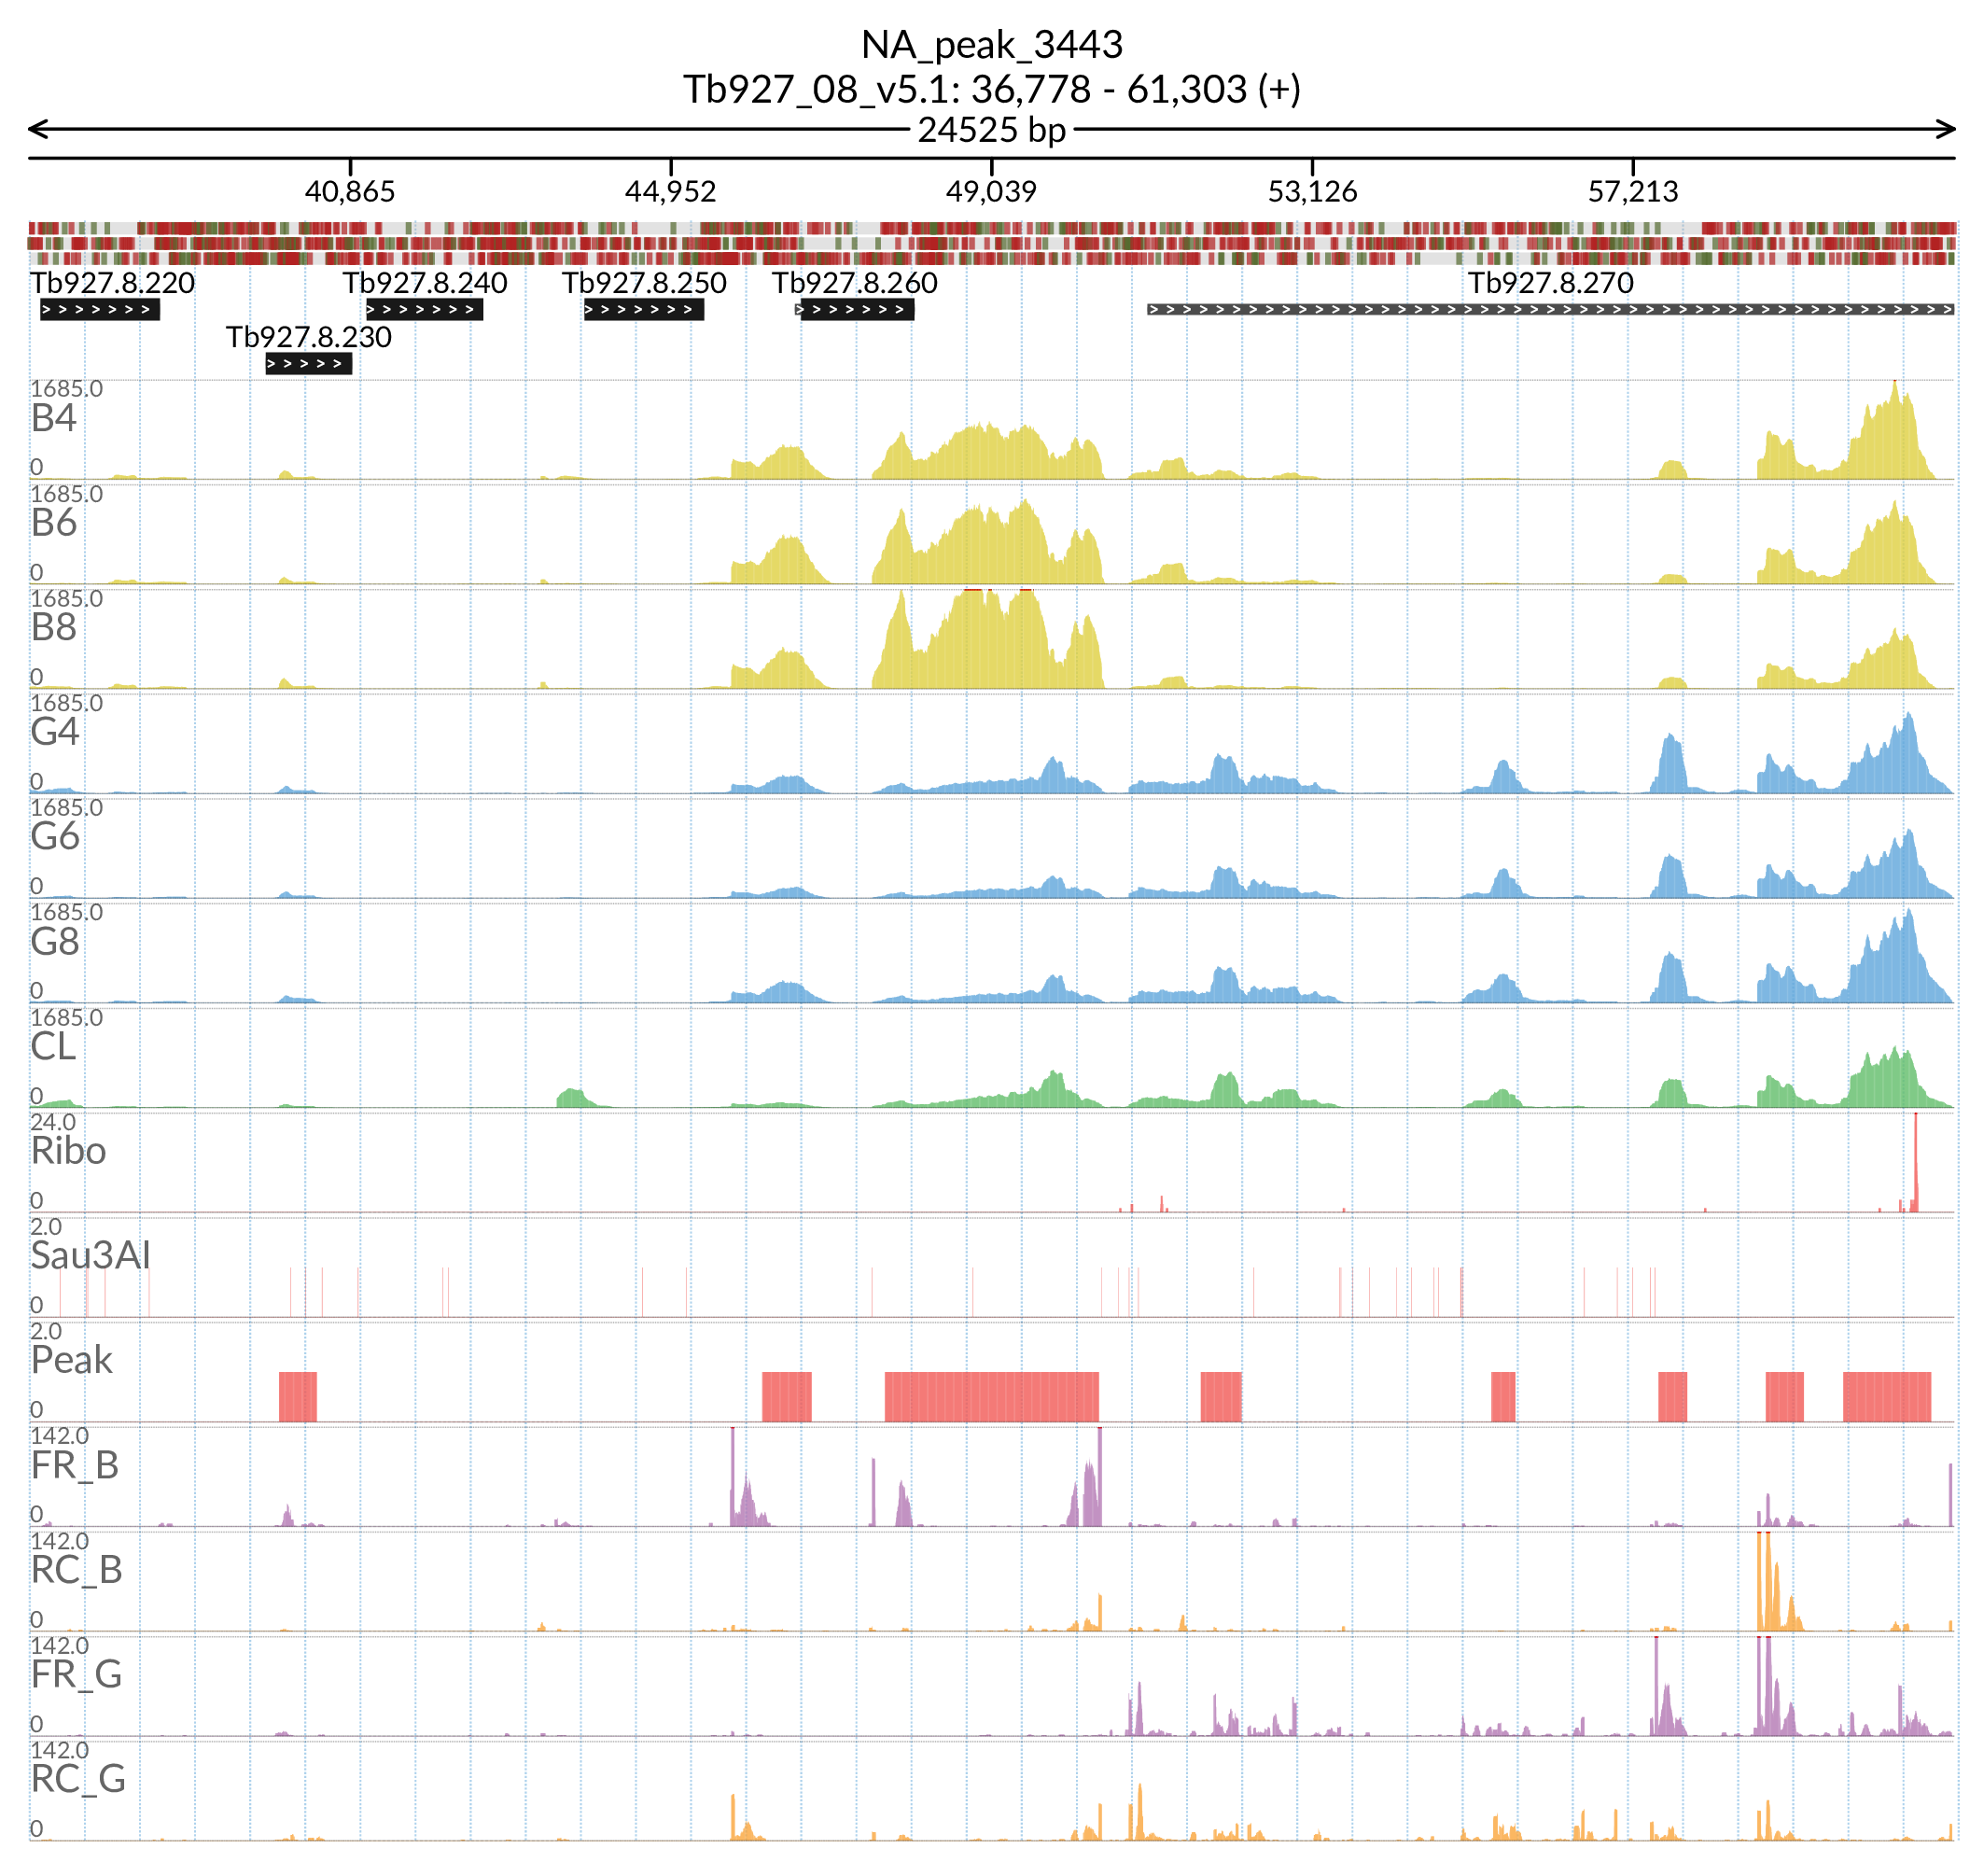 NA_peak_3443
Tb927_08_v5.1: 36,778 - 61,303 (+)
24525 bp
40,865 44,952 49,039 53,126 57,213
Tb927.8.220 Tb927.8.240 Tb927.8.250 Tb927.8.260 Tb927.8.270
Tb927.8.230
1685.0
B4
0
1685.0
B6
0
1685.0
B8
0
1685.0
G4
0
1685.0
G6
0
1685.0
G8
0
1685.0
CL
0
24.0
Ribo
0
2.0
Sau3AI
0
2.0
Peak
0
142.0
FR_B
0
142.0
RC_B
0
142.0
FR_G
0
142.0
RC_G
0